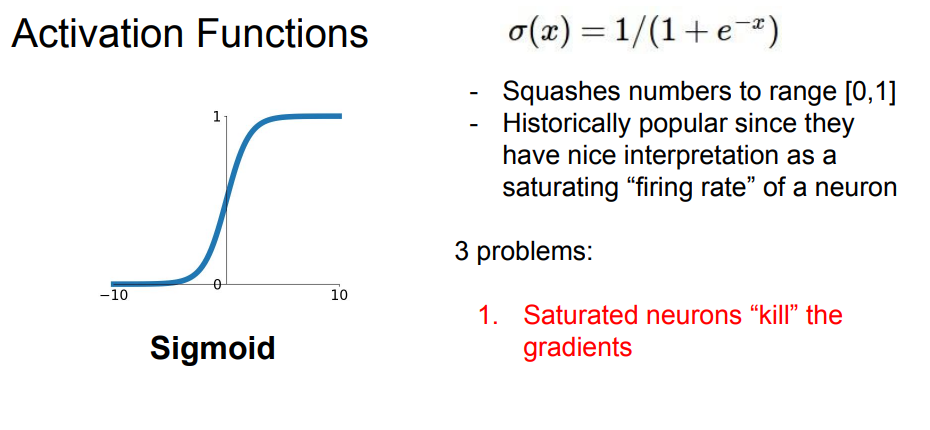 Activation Functions
σ(x) = 1/(1 + e^{-x})
- Squashes numbers to range [0,1]
- Historically popular since they
have nice interpretation as a
saturating “firing rate” of a neuron
3 problems:
1. Saturated neurons “kill” the
gradients
1
0
−10
10
Sigmoid